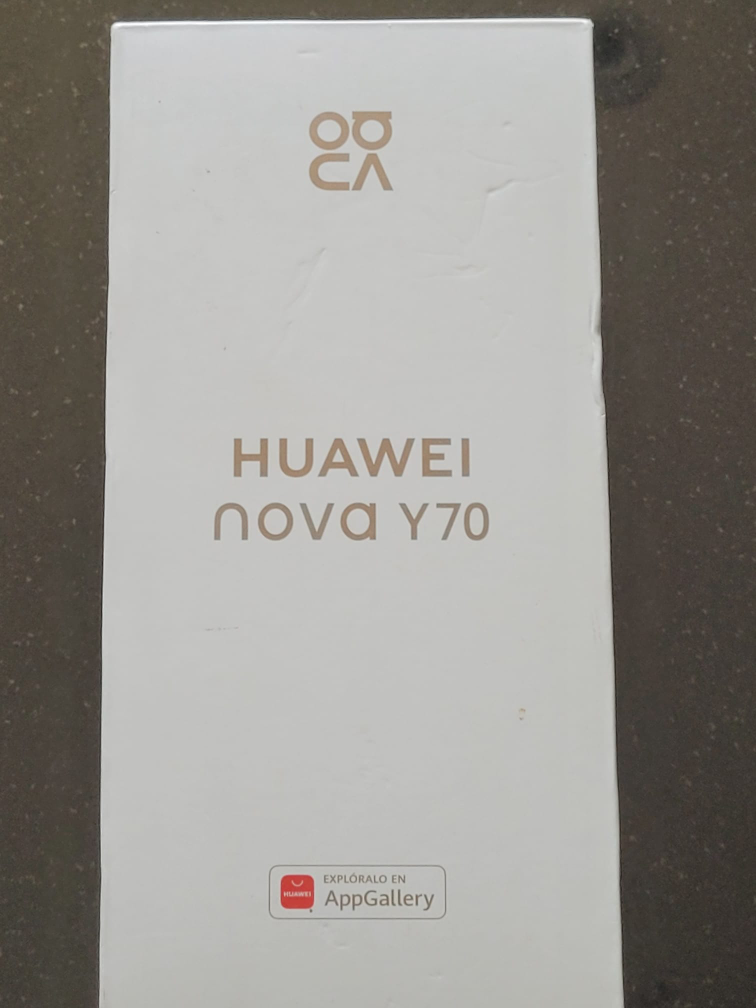 HUAWEI
nova Y70
HUAWEI
EXPLÓRALO EN
AppGallery